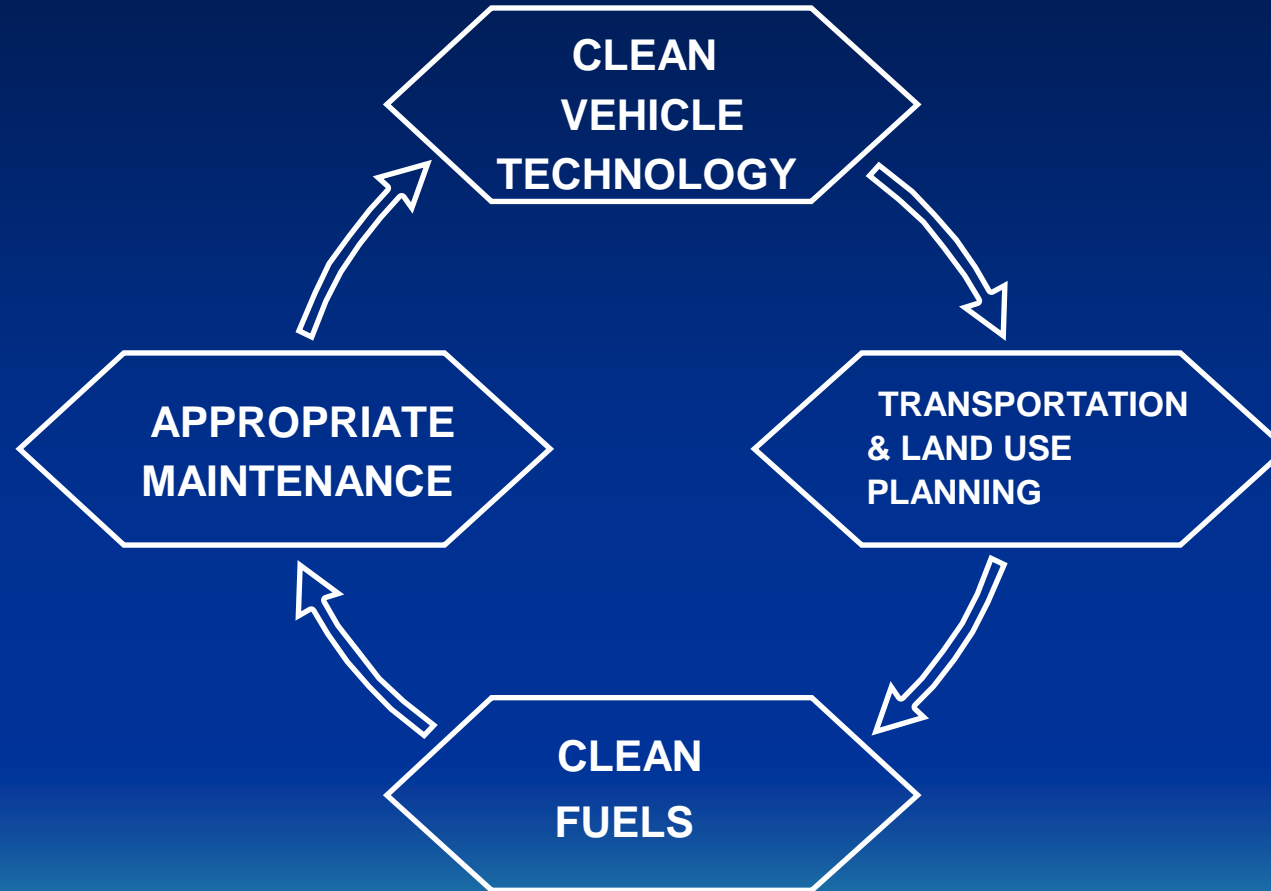 CLEAN
VEHICLE
TECHNOLOGY
APPROPRIATE
MAINTENANCE
TRANSPORTATION
& LAND USE
PLANNING
CLEAN
FUELS